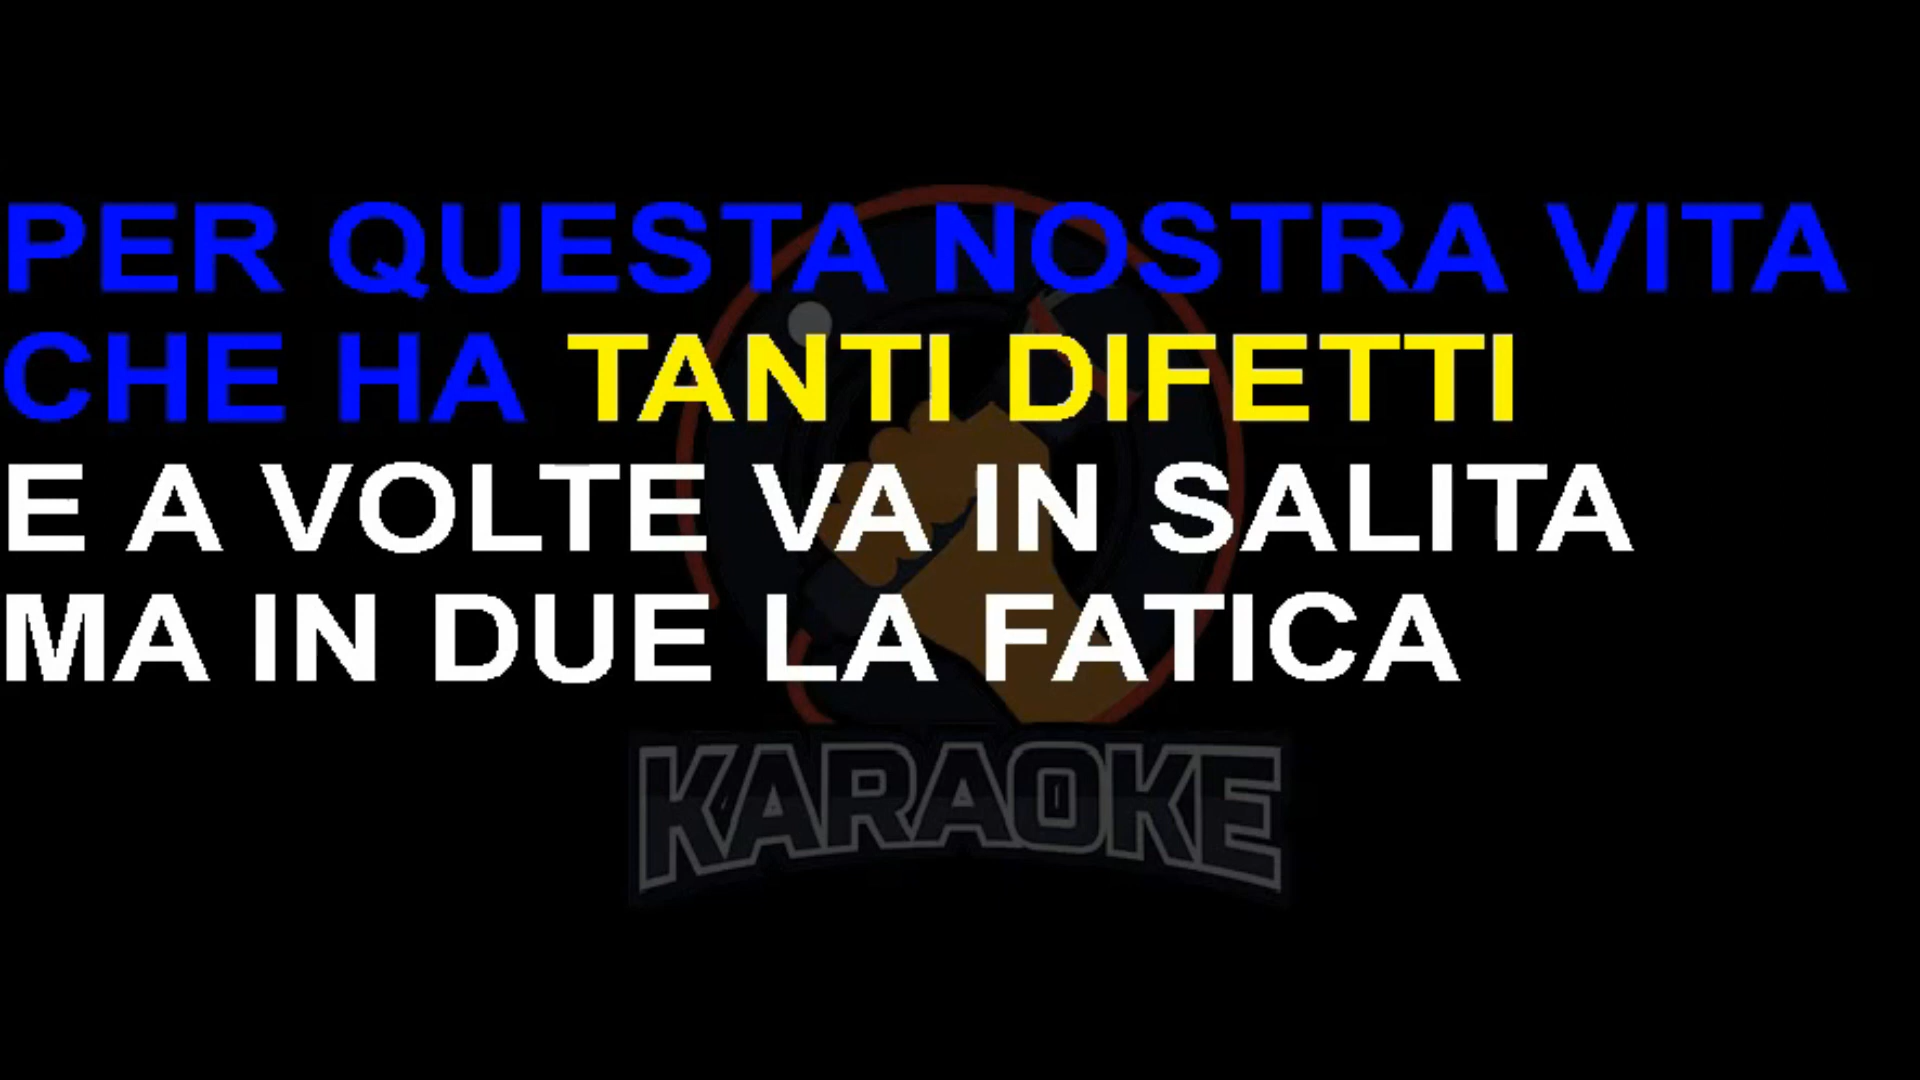 PER QUESTA NOSTRA VITA
CHE HA TANTI DIFETTI
E A VOLTE VA IN SALITA
MA IN DUE LA FATICA
KARAOKE